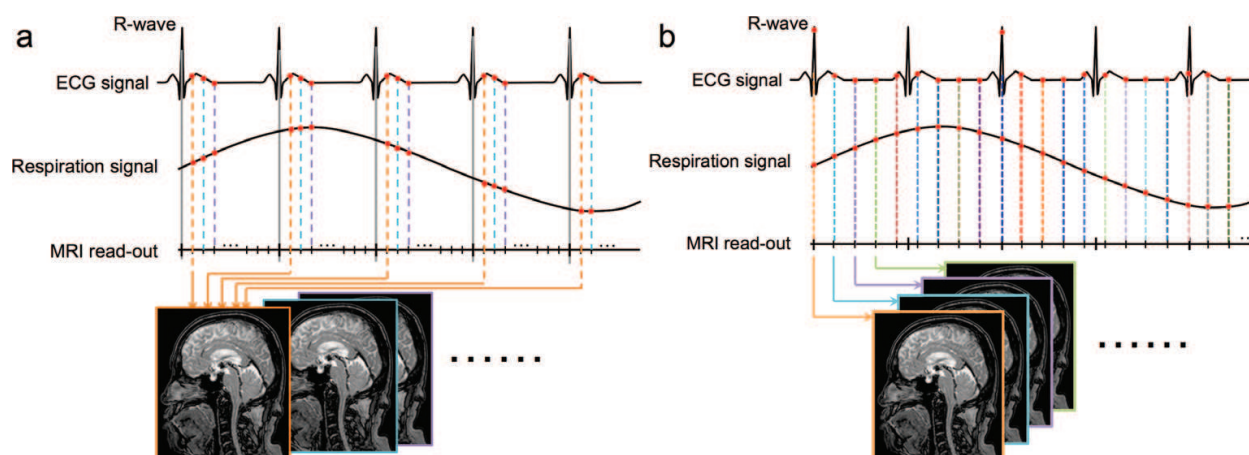 a
R-wave
ECG signal
Respiration signal
MRI read-out
...
...
...
...
......
b
R-wave
ECG signal
Respiration signal
MRI read-out
...
......